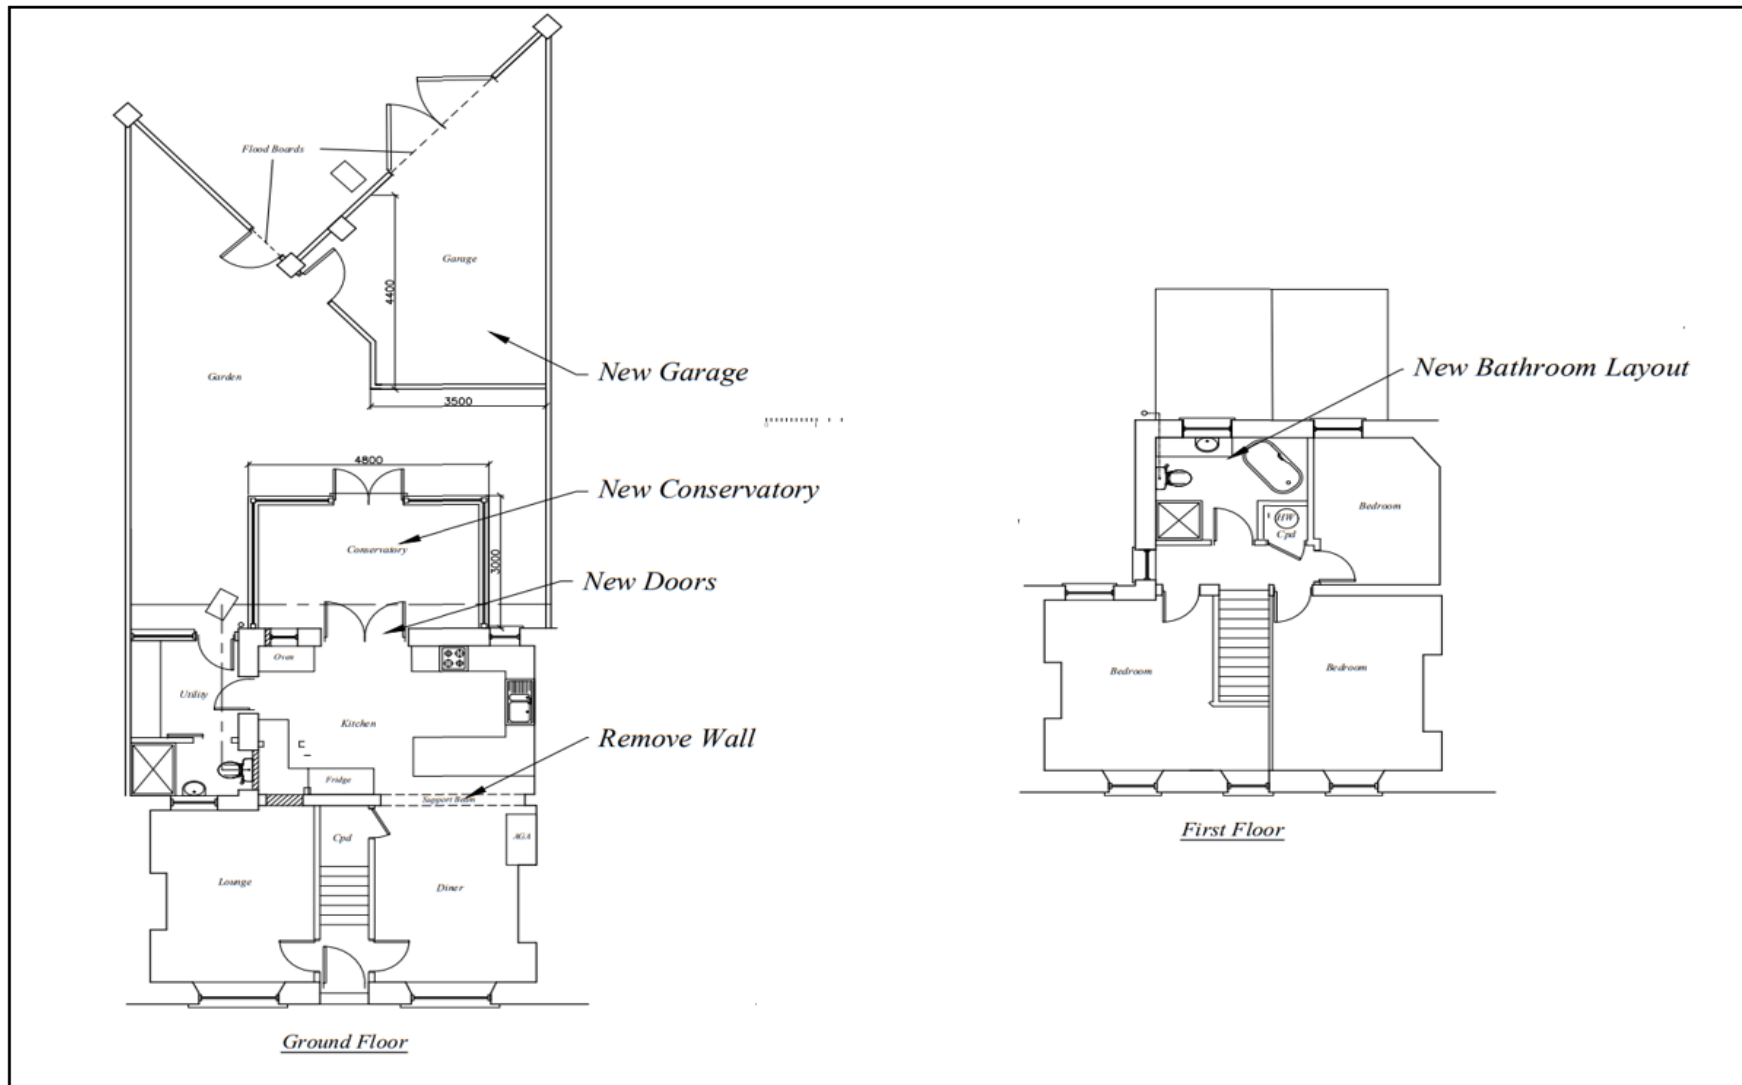 Flood Boards
Garage
4400
New Garage
Garden
3500
4800
New Conservatory
Conservatory
3000
New Doors
Oven
Utility
Kitchen
Remove Wall
Fridge
Support Beam
Cpd
AGA
Lounge
Diner
Ground Floor
New Bathroom Layout
Bedroom
HW
Cpd
Bedroom
Bedroom
First Floor